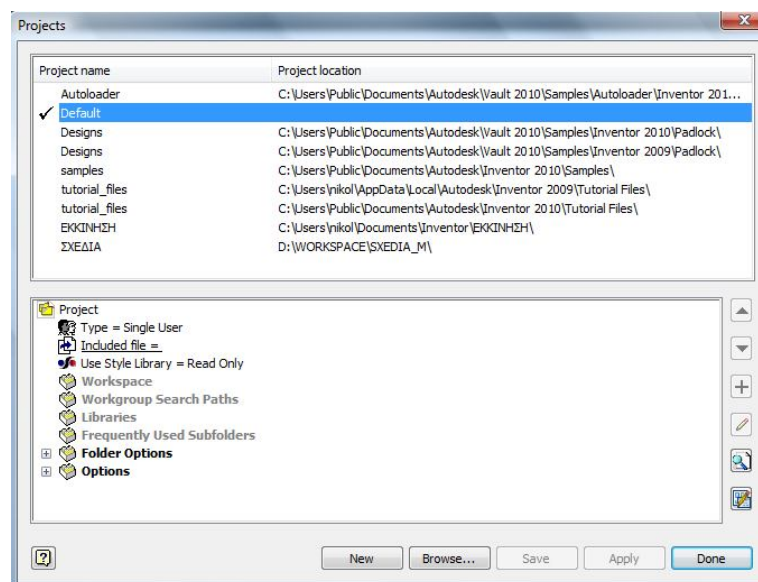 Projects
Project name Project location
Autoloader C:\Users\Public\Documents\Autodesk\Vault 2010\Samples\Autoloader\Inventor 201...
Default
Designs C:\Users\Public\Documents\Autodesk\Vault 2010\Samples\Inventor 2010\Padlock\
Designs C:\Users\Public\Documents\Autodesk\Vault 2010\Samples\Inventor 2009\Padlock\
samples C:\Users\Public\Documents\Autodesk\Inventor 2010\Samples\
tutorial_files C:\Users\nikol\AppData\Local\Autodesk\Inventor 2009\Tutorial Files\
tutorial_files C:\Users\Public\Documents\Autodesk\Inventor 2010\Tutorial Files\
ΕΚΚΙΝΗΣΗ C:\Users\nikol\Documents\Inventor\ΕΚΚΙΝΗΣΗ\
ΣΧΕΔΙΑ D:\WORKSPACE\SXEDIA_M\
Project
Type = Single User
Included file =
Use Style Library = Read Only
Workspace
Workgroup Search Paths
Libraries
Frequently Used Subfolders
Folder Options
Options
New Browse... Save Apply Done